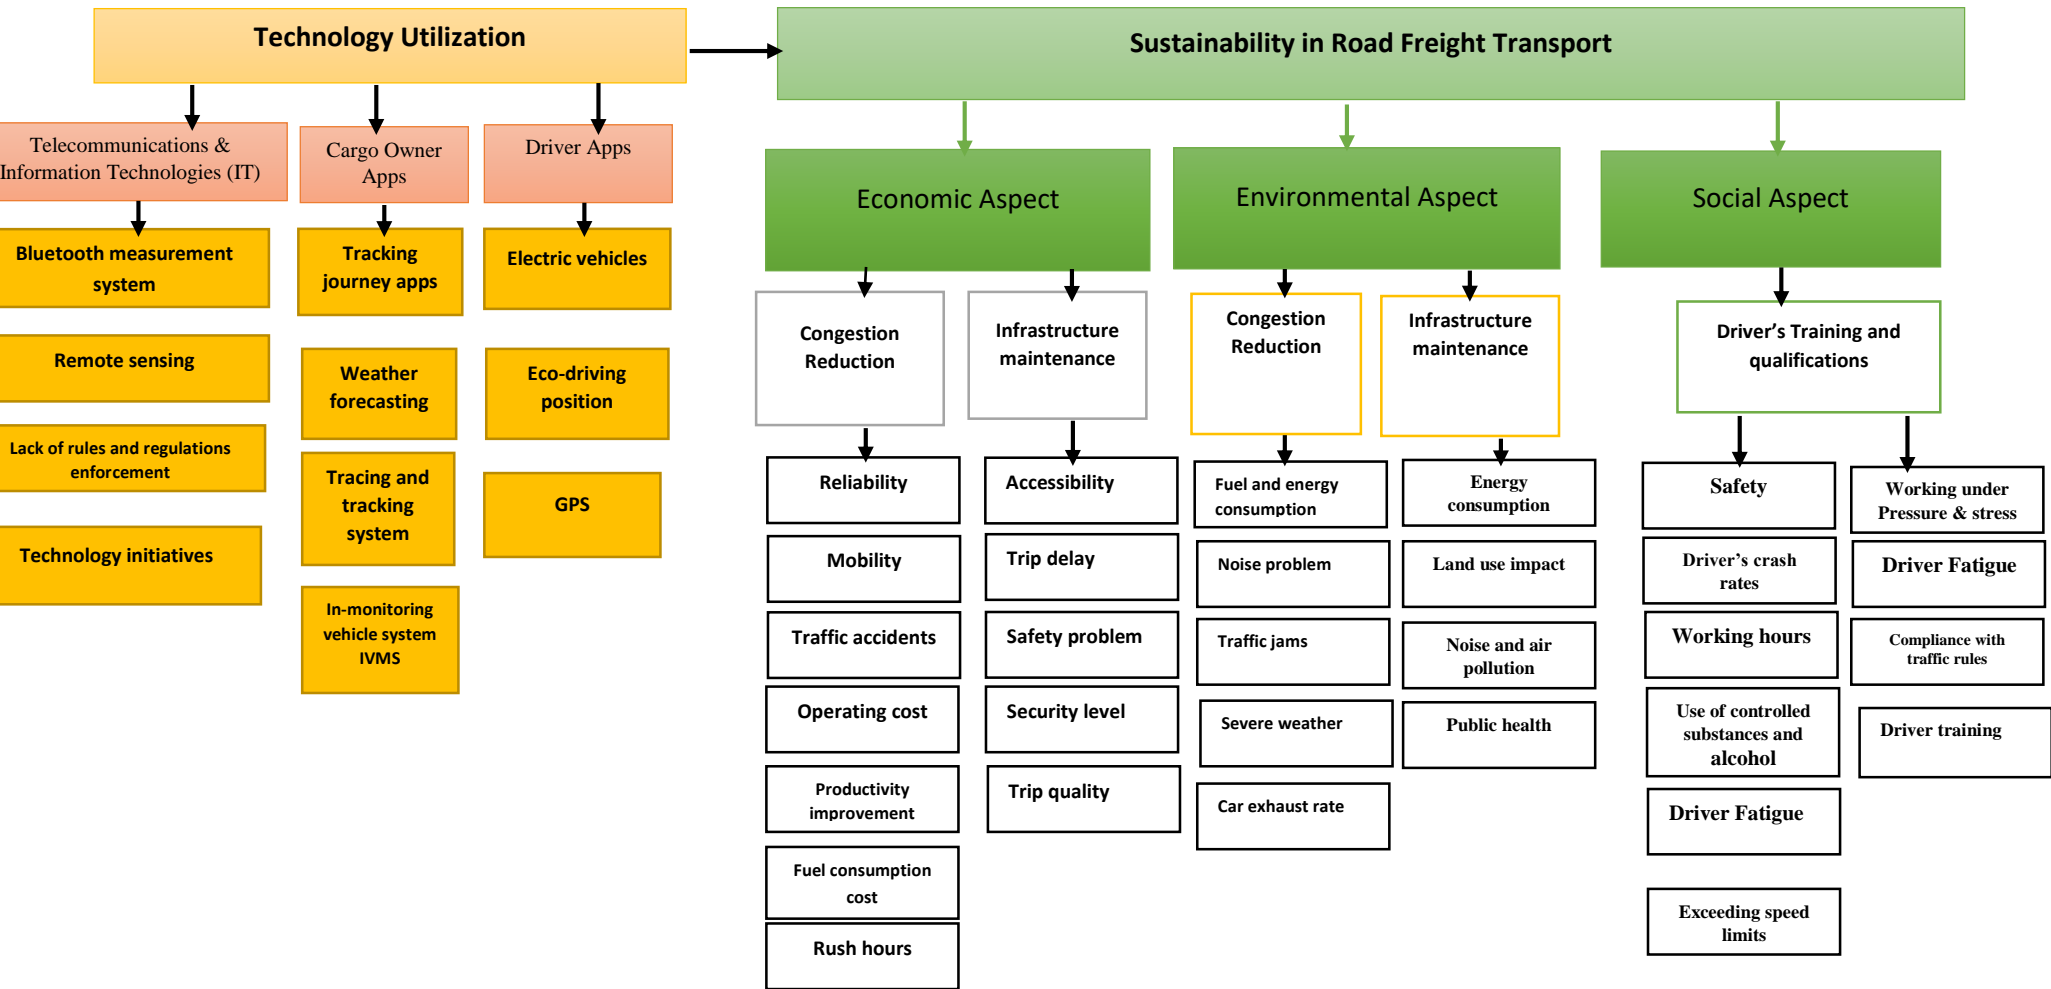 Technology Utilization
Sustainability in Road Freight Transport
Telecommunications &
Information Technologies (IT)
Cargo Owner
Apps
Driver Apps
Economic Aspect
Environmental Aspect
Social Aspect
Bluetooth measurement
system
Remote sensing
Lack of rules and regulations
enforcement
Technology initiatives
Tracking
journey apps
Weather
forecasting
Tracing and
tracking
system
In-monitoring
vehicle system
IVMS
Electric vehicles
Eco-driving
position
GPS
Congestion
Reduction
Reliability
Mobility
Traffic accidents
Operating cost
Productivity
improvement
Fuel consumption
cost
Rush hours
Infrastructure
maintenance
Accessibility
Trip delay
Safety problem
Security level
Trip quality
Congestion
Reduction
Fuel and energy
consumption
Noise problem
Traffic jams
Severe weather
Car exhaust rate
Infrastructure
maintenance
Energy
consumption
Land use impact
Noise and air
pollution
Public health
Driver’s Training and
qualifications
Safety
Driver’s crash
rates
Working hours
Use of controlled
substances and
alcohol
Driver Fatigue
Exceeding speed
limits
Working under
Pressure & stress
Driver Fatigue
Compliance with
traffic rules
Driver training